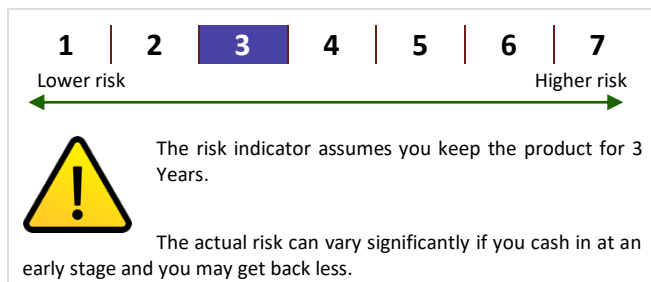 1 2 3 4 5 6 7
Lower risk Higher risk
The risk indicator assumes you keep the product for 3
Years.
The actual risk can vary significantly if you cash in at an
early stage and you may get back less.